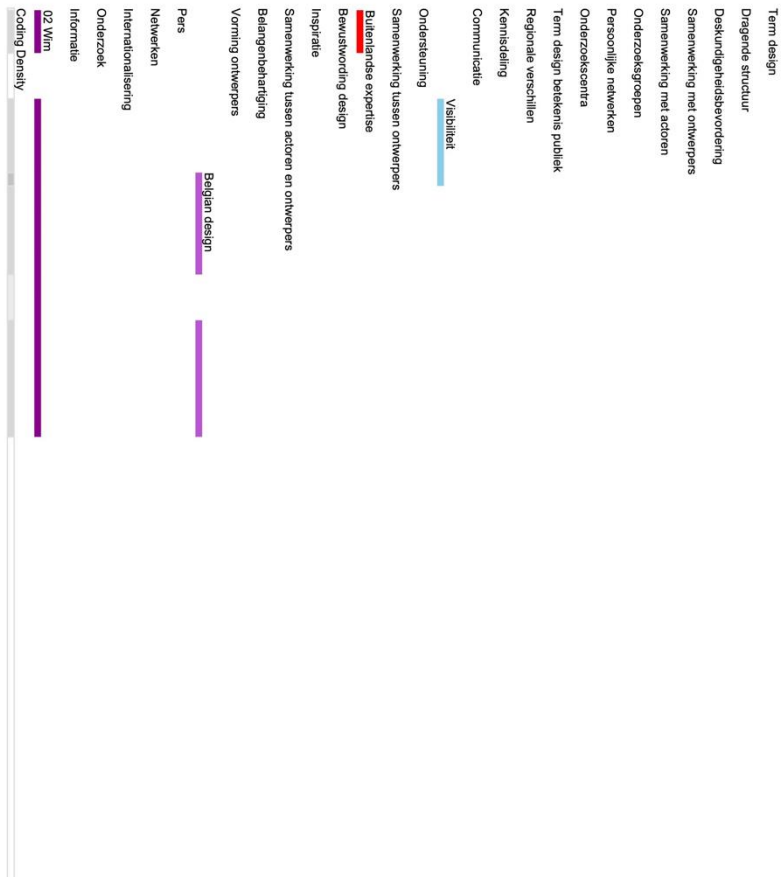 Term design
Dragende structuur
Deskundigeheidsbevordering
Samenwerking met ontwerpers
Samenwerking met actoren
Onderzoeksgroepen
Persoonlijke netwerken
Onderzoekscentra
Term design betekenis publiek
Regionale verschillen
Kennisdeling
Communicatie
Visibiliteit
Ondersteuning
Samenwerking tussen ontwerpers
Buitenlandse expertise
Bewustwording design
Inspiratie
Samenwerking tussen actoren en ontwerpers
Belangenbehartiging
Vorming ontwerpers
Belgian design
Pers
Netwerken
Internationalisering
Onderzoek
Informatie
02 Wim
Coding Density